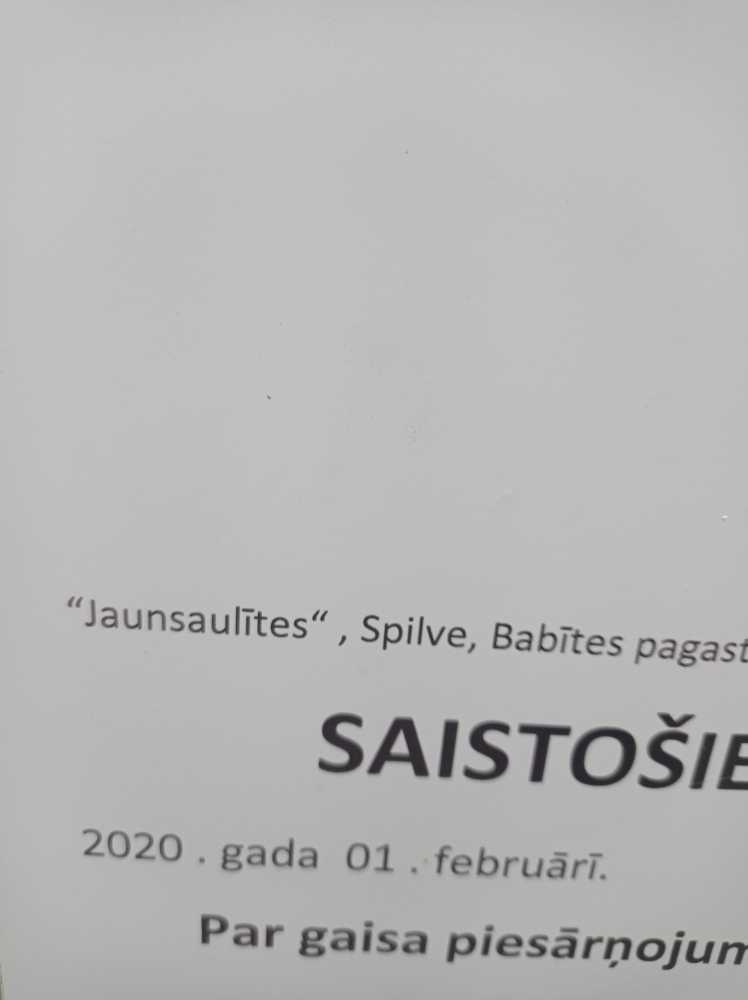 “Jaunsaulītes“ , Spilve, Babītes pagast
SAISTOŠIE
2020 . gada 01 . februārī.
Par gaisa piesārņojum